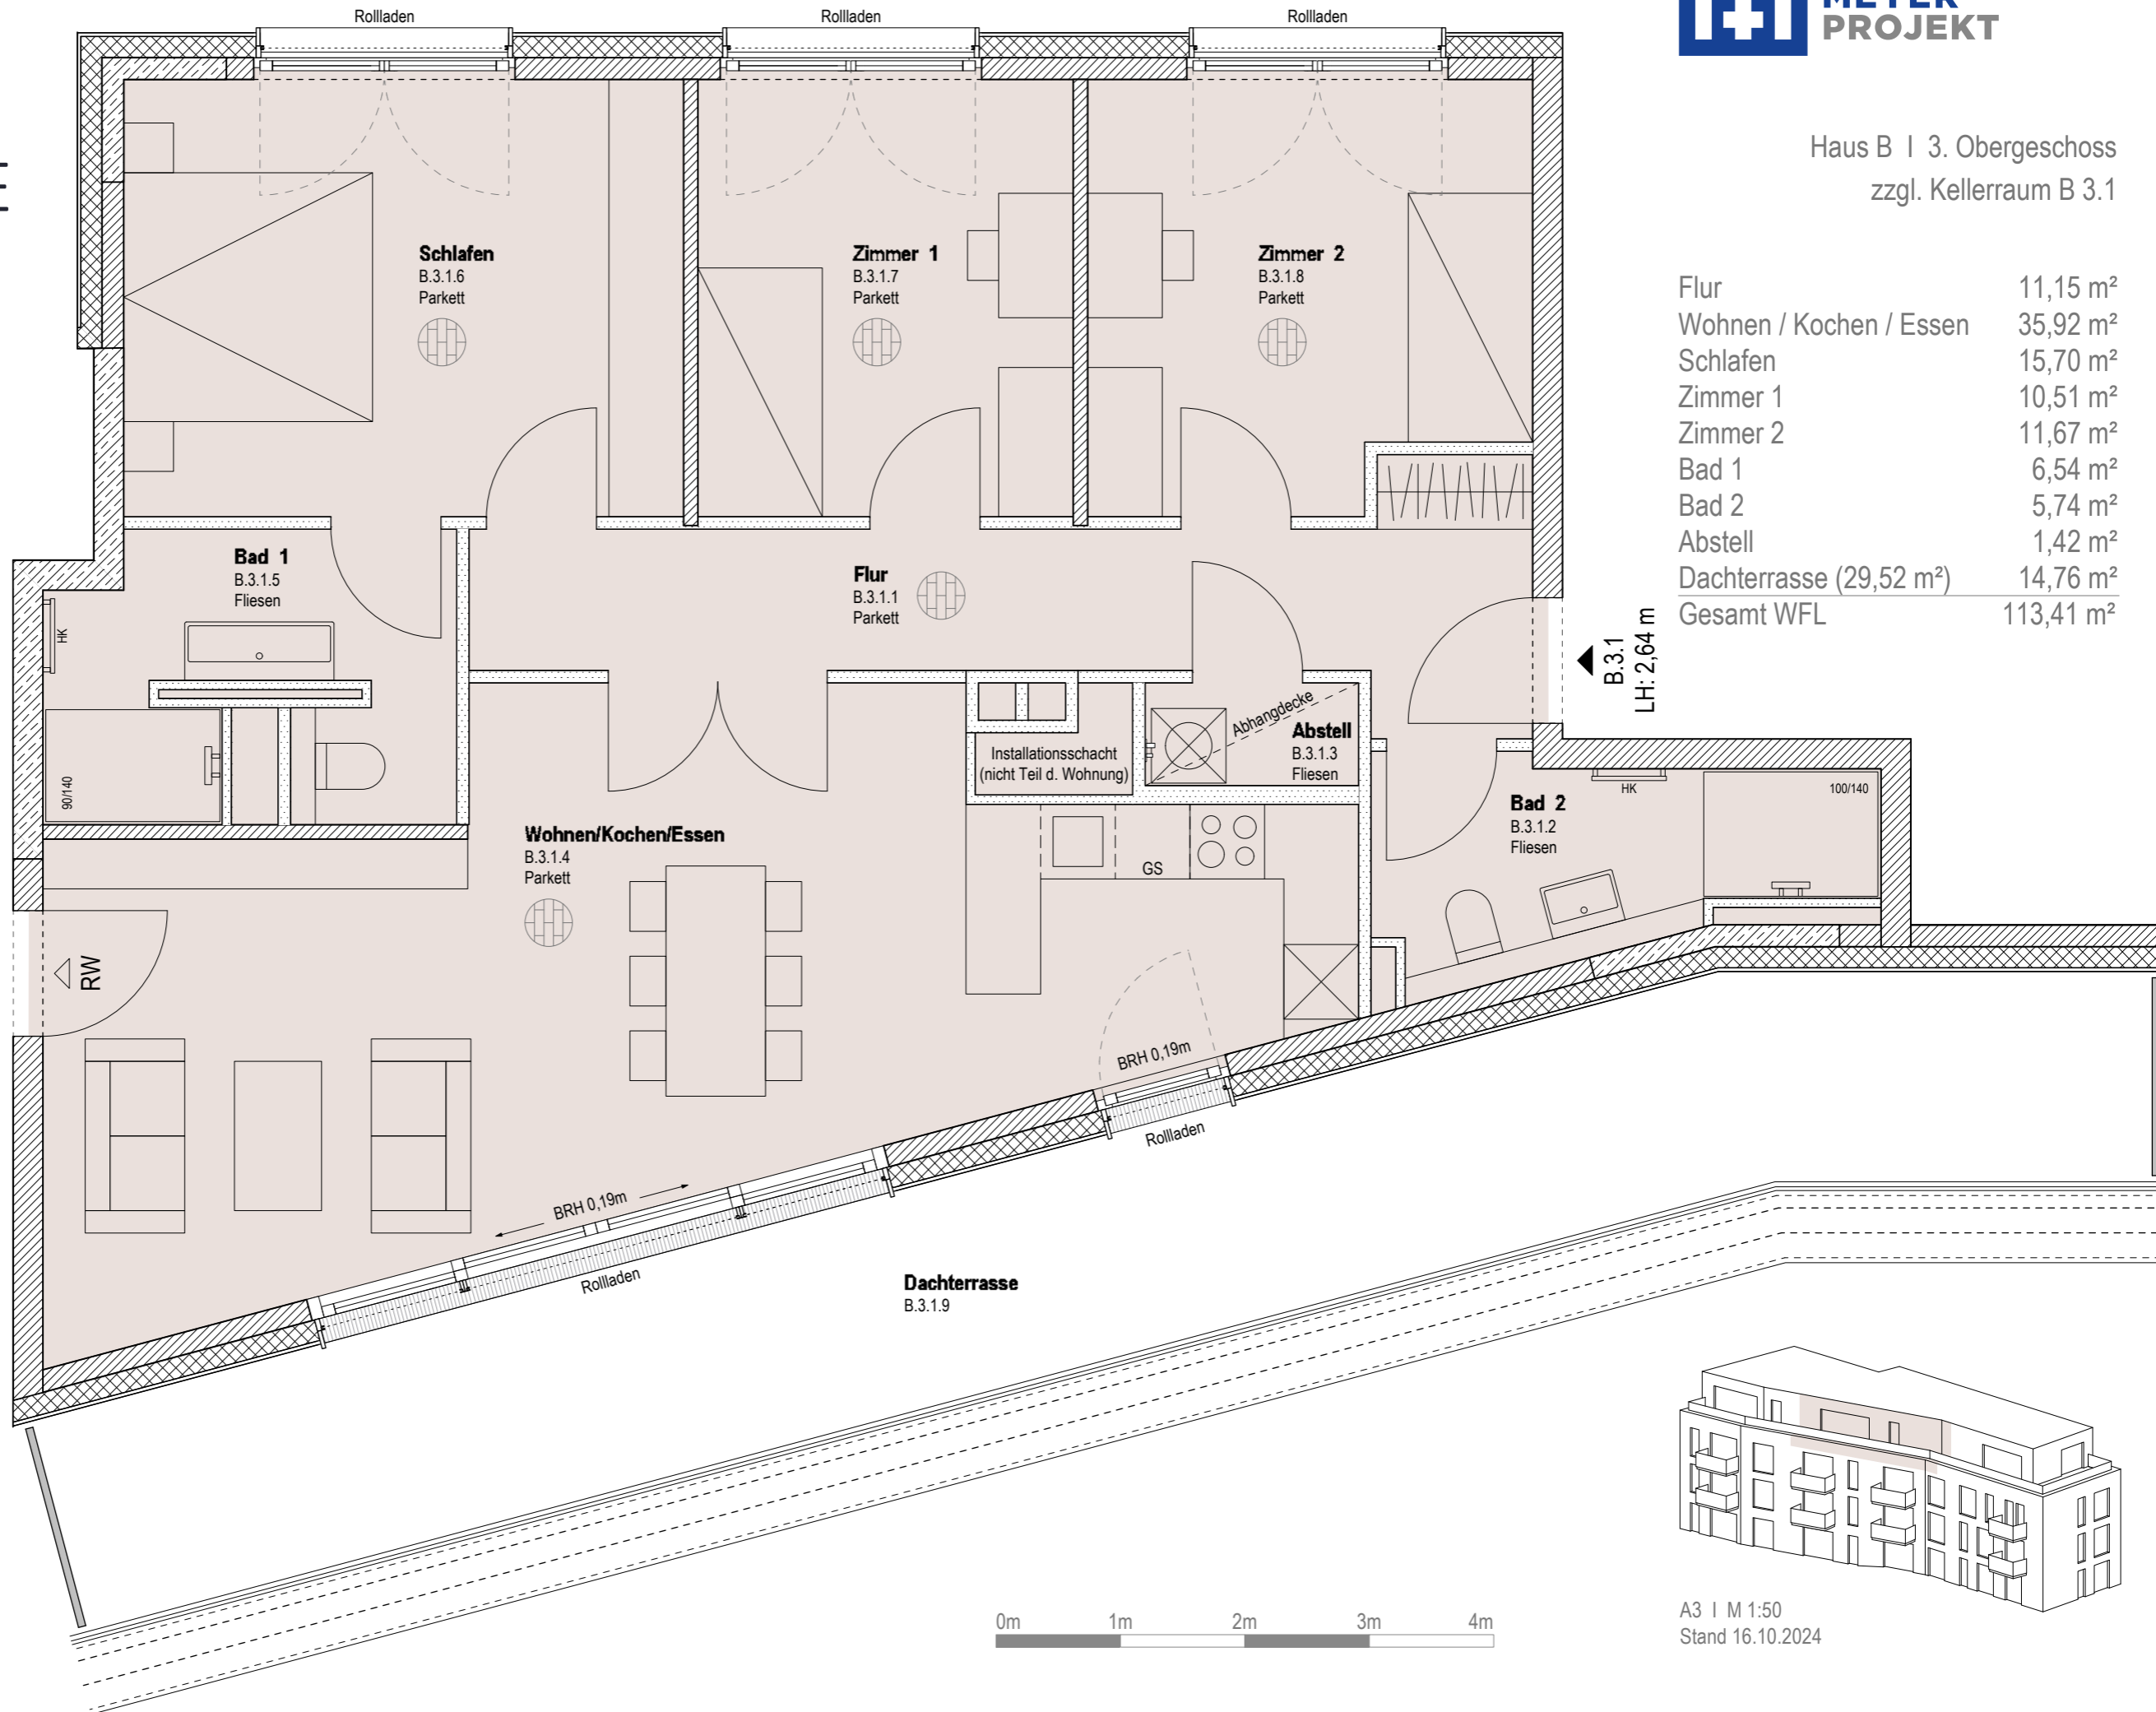 Rollladen
Rollladen
Rollladen
PROJEKT
Haus B I 3. Obergeschoss
zzgl. Kellerraum B 3.1
Flur 11,15 m²
Wohnen / Kochen / Essen 35,92 m²
Schlafen 15,70 m²
Zimmer 1 10,51 m²
Zimmer 2 11,67 m²
Bad 1 6,54 m²
Bad 2 5,74 m²
Abstell 1,42 m²
Dachterrasse (29,52 m²) 14,76 m²
Gesamt WFL 113,41 m²
Schlafen
B.3.1.6
Parkett
Zimmer 1
B.3.1.7
Parkett
Zimmer 2
B.3.1.8
Parkett
Bad 1
B.3.1.5
Fliesen
HK
90/140
Flur
B.3.1.1
Parkett
B.3.1
LH: 2,64 m
Installationsschacht
(nicht Teil d. Wohnung)
Abhangdecke
Abstell
B.3.1.3
Fliesen
HK
100/140
Bad 2
B.3.1.2
Fliesen
Wohnen/Kochen/Essen
B.3.1.4
Parkett
GS
RW
BRH 0,19m
Rollladen
BRH 0,19m
Rollladen
Dachterrasse
B.3.1.9
0m 1m 2m 3m 4m
A3 I M 1:50
Stand 16.10.2024